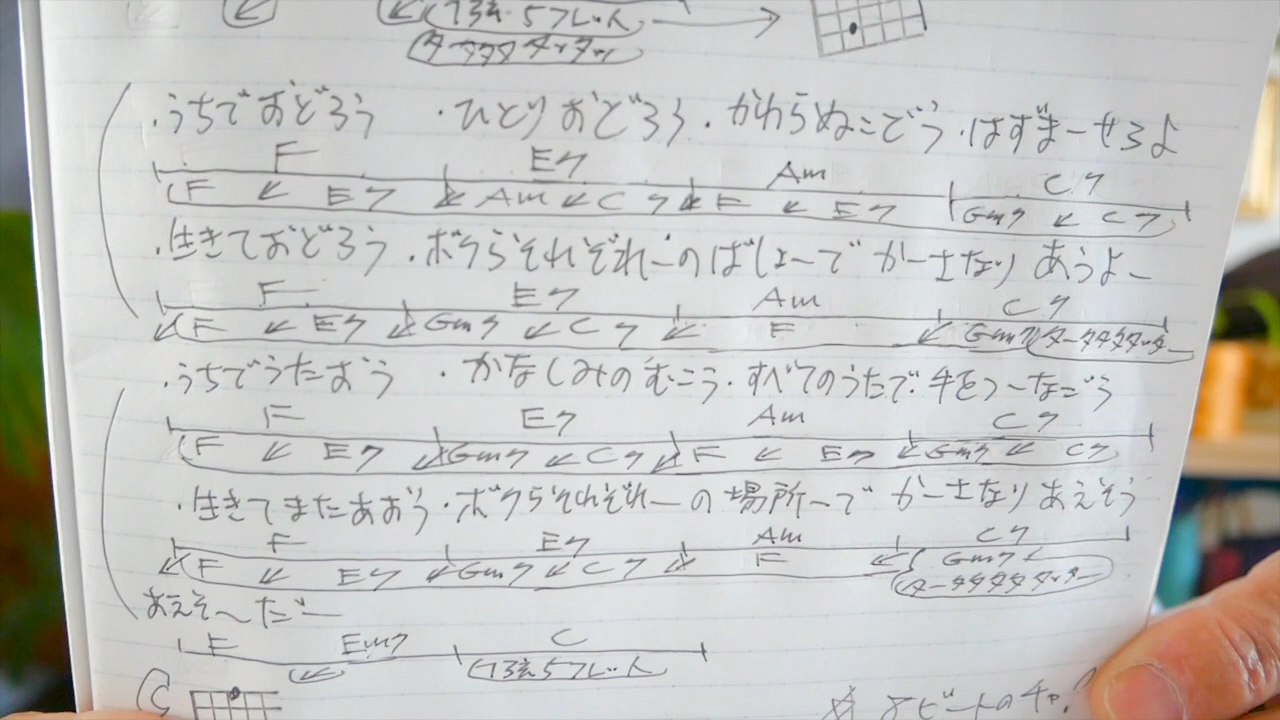 1弦 5フレット
タータタタタッター
・うちでおどろう ・ひとりおどろう・かわらぬこどう・はずまーせろよ
F E7 Am C7
F E7 Am C7 F E7 Gm7 C7
・生きておどろう・ボクらそれぞれーのばしょーで かーさなり あうよー
F E7 Am C7
F E7 Gm7 C7 F Gm7 タータタタタッター
・うちでうたおう ・かなしみのむこう・すべてのうたで・手をつーなごう
F E7 Am C7
F E7 Gm7 C7 F E7 Gm7 C7
・生きてまたあおう・ボクらそれぞれーの場所ーで かーさなり あえそう
F E7 Am C7
F E7 Gm7 C7 F Gm7
タータタタタッター
あえそ〜だー
F Em7 C
1弦5フレット
C
8ビートの